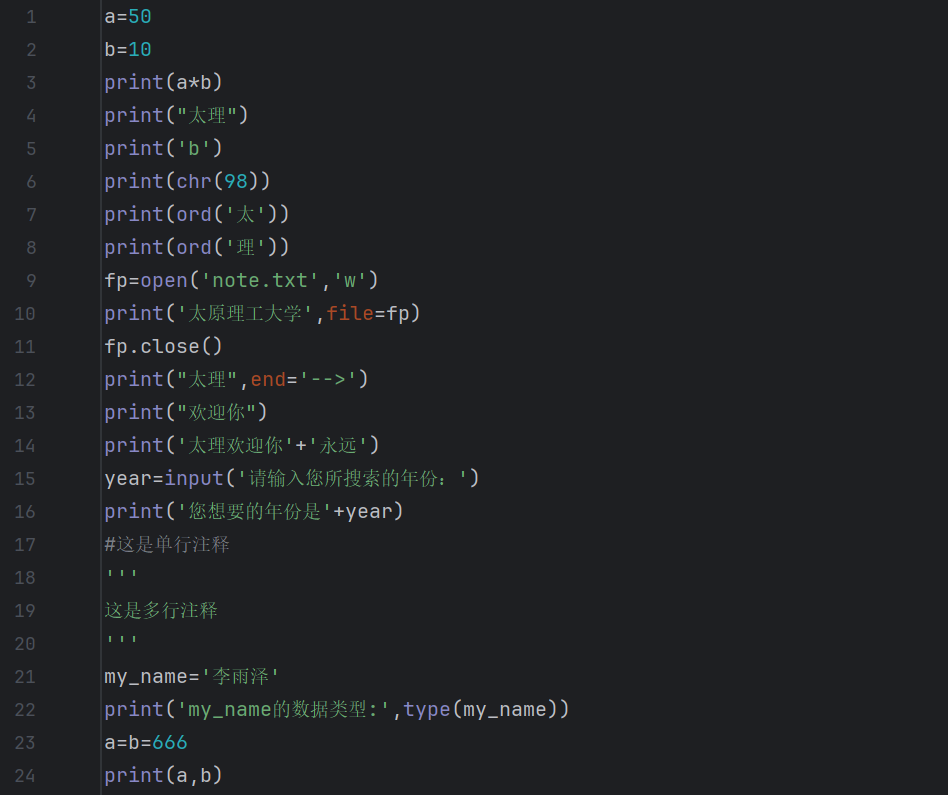 1 a=50
2 b=10
3 print(a*b)
4 print("太理")
5 print('b')
6 print(chr(98))
7 print(ord('太'))
8 print(ord('理'))
9 fp=open('note.txt','w')
10 print('太原理工大学',file=fp)
11 fp.close()
12 print("太理",end='-->')
13 print("欢迎你")
14 print('太理欢迎你'+'永远')
15 year=input('请输入您所搜索的年份：')
16 print('您想要的年份是'+year)
17 #这是单行注释
18 '''
19 这是多行注释
20 '''
21 my_name='李雨泽'
22 print('my_name的数据类型:',type(my_name))
23 a=b=666
24 print(a,b)